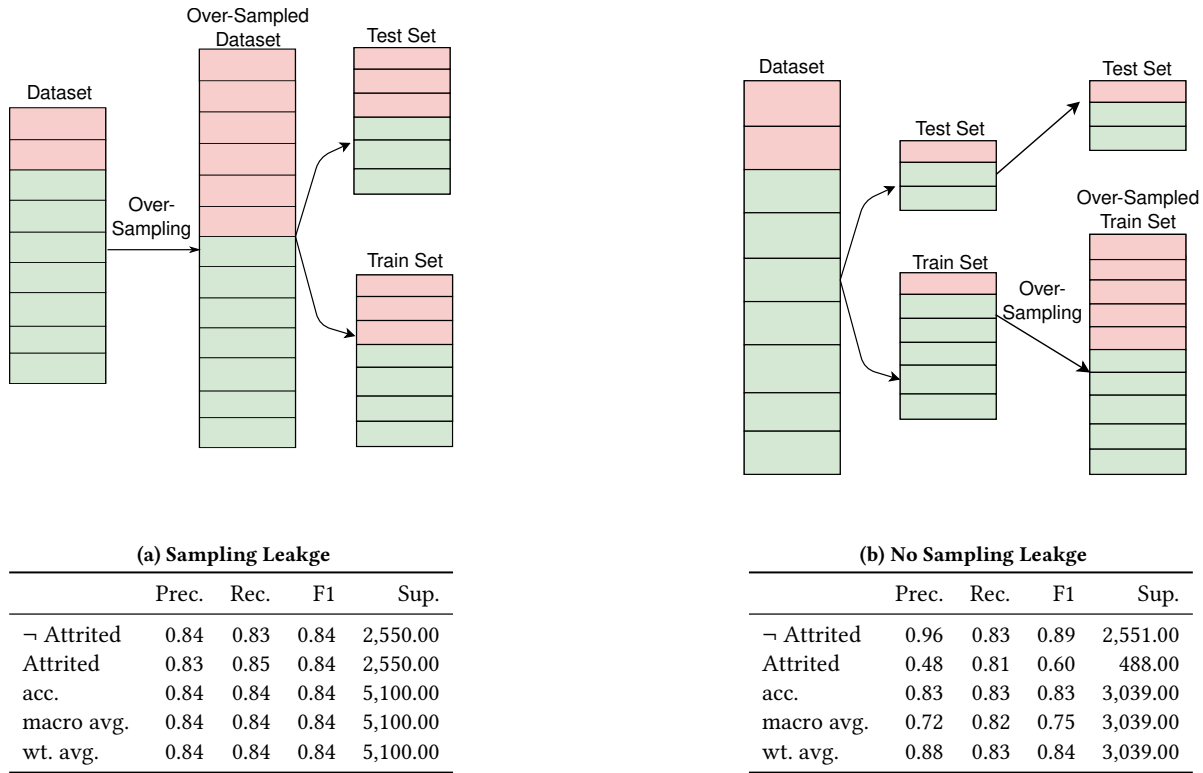 Dataset
Over-
Sampling
Over-Sampled
Dataset
Test Set
Train Set
Dataset
Test Set
Train Set
Over-
Sampling
Test Set
Over-Sampled
Train Set
(a) Sampling Leakge
Prec. Rec. F1 Sup.
¬ Attrited 0.84 0.83 0.84 2,550.00
Attrited 0.83 0.85 0.84 2,550.00
acc. 0.84 0.84 0.84 5,100.00
macro avg. 0.84 0.84 0.84 5,100.00
wt. avg. 0.84 0.84 0.84 5,100.00
(b) No Sampling Leakge
Prec. Rec. F1 Sup.
¬ Attrited 0.96 0.83 0.89 2,551.00
Attrited 0.48 0.81 0.60 488.00
acc. 0.83 0.83 0.83 3,039.00
macro avg. 0.72 0.82 0.75 3,039.00
wt. avg. 0.88 0.83 0.84 3,039.00